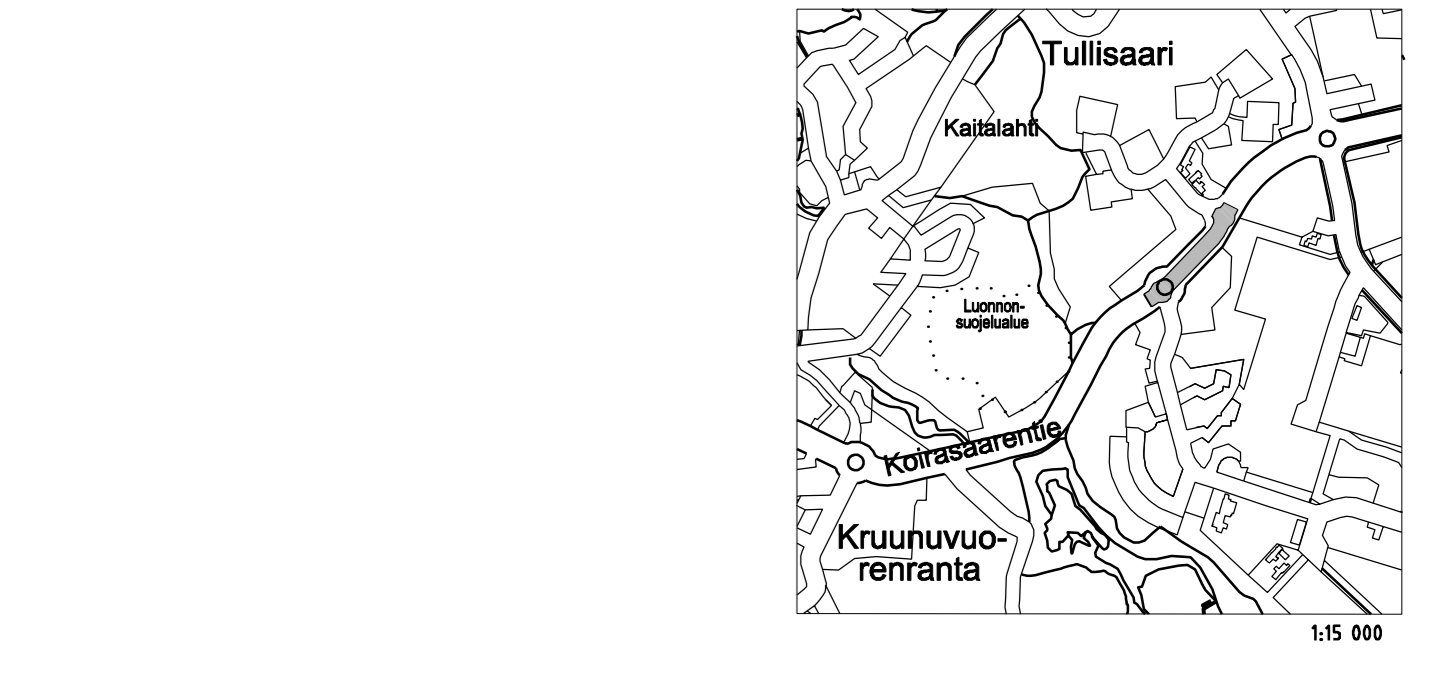 Tullisaari
Kaitalahti
Luonnon-
suojelualue
Koirasaarentie
Kruunuvuo-
renranta
1:15 000